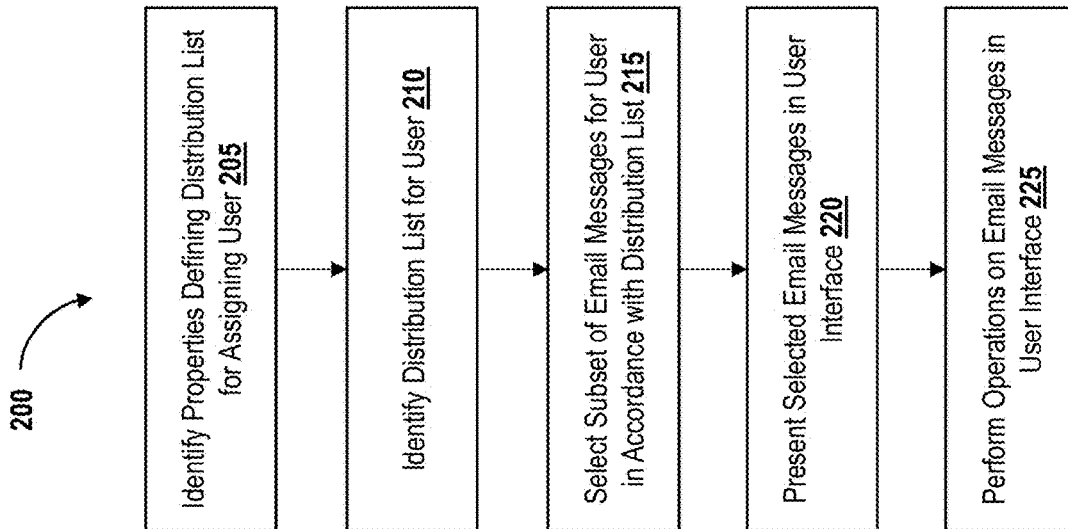 200
Identify Properties Defining Distribution List
for Assigning User 205
Identify Distribution List for User 210
Select Subset of Email Messages for User
in Accordance with Distribution List 215
Present Selected Email Messages in User
Interface 220
Perform Operations on Email Messages in
User Interface 225